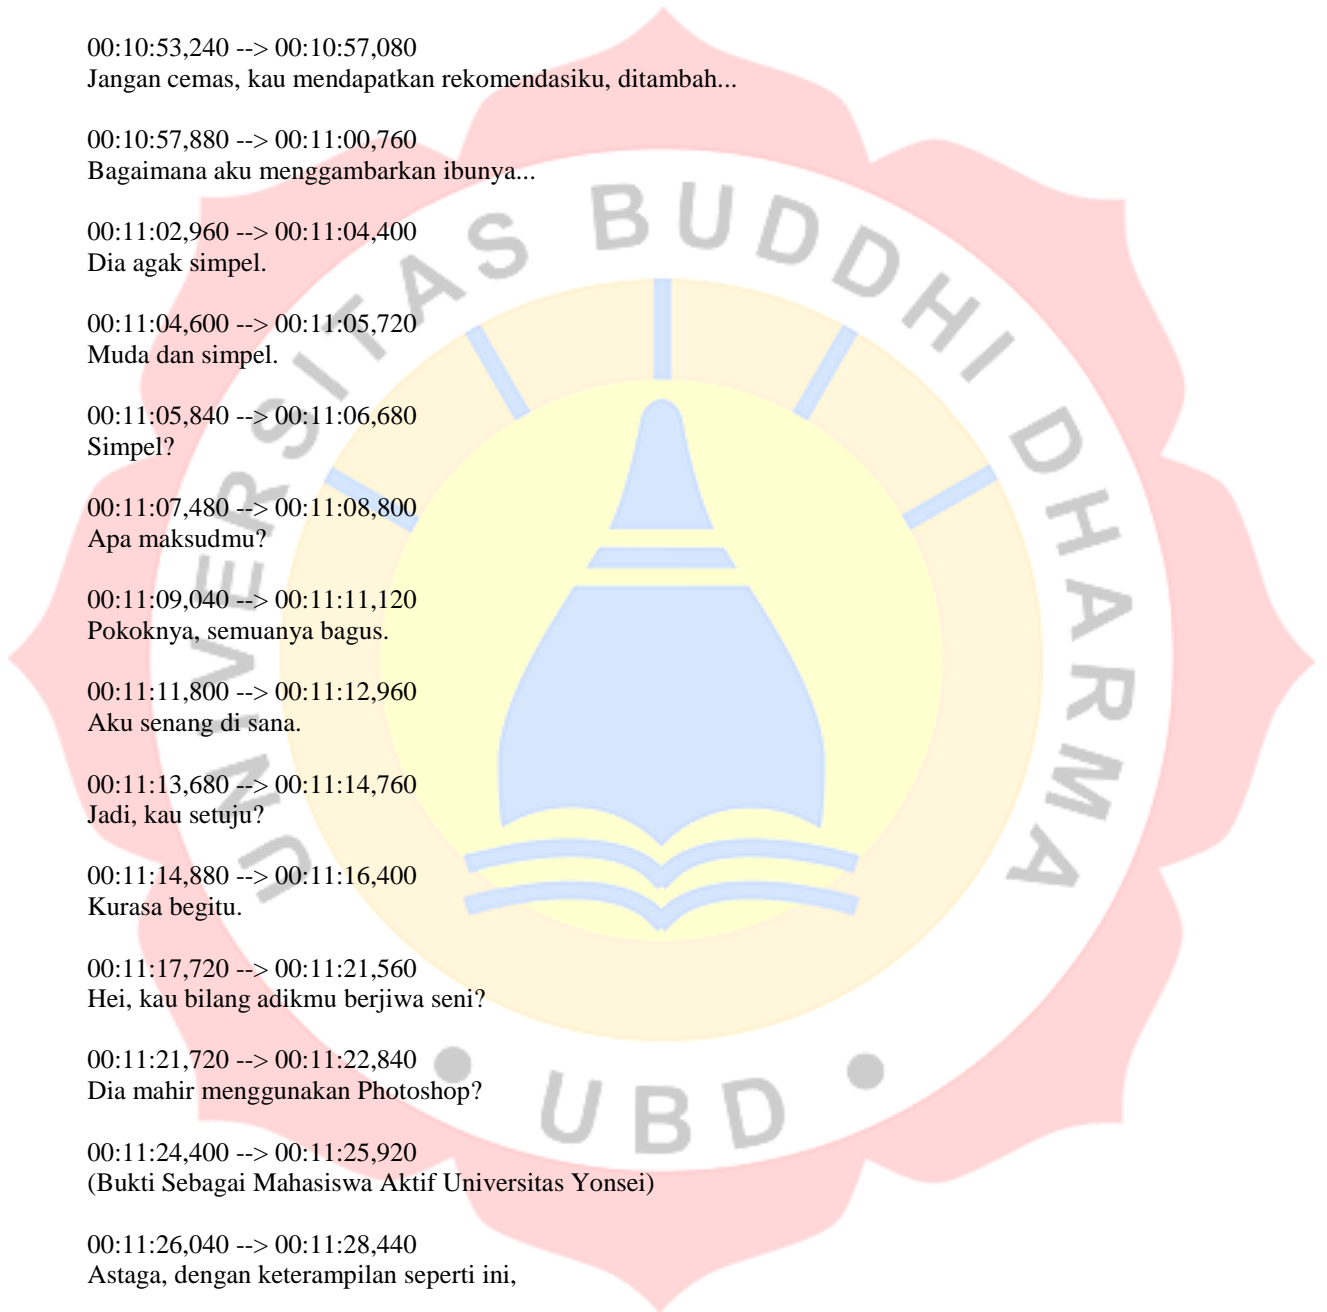 00:10:53,240 --> 00:10:57,080
Jangan cemas, kau mendapatkan rekomendasiku, ditambah...
00:10:57,880 --> 00:11:00,760
Bagaimana aku menggambarkan ibunya...
00:11:02,960 --> 00:11:04,400
Dia agak simpel.
00:11:04,600 --> 00:11:05,720
Muda dan simpel.
00:11:05,840 --> 00:11:06,680
Simpel?
00:11:07,480 --> 00:11:08,800
Apa maksudmu?
00:11:09,040 --> 00:11:11,120
Pokoknya, semuanya bagus.
00:11:11,800 --> 00:11:12,960
Aku senang di sana.
00:11:13,680 --> 00:11:14,760
Jadi, kau setuju?
00:11:14,880 --> 00:11:16,400
Kurasa begitu.
00:11:17,720 --> 00:11:21,560
Hei, kau bilang adikmu berjiwa seni?
00:11:21,720 --> 00:11:22,840
Dia mahir menggunakan Photoshop?
00:11:24,400 --> 00:11:25,920
(Bukti Sebagai Mahasiswa Aktif Universitas Yonsei)
00:11:26,040 --> 00:11:28,440
Astaga, dengan keterampilan seperti ini,
UNIVERSITAS BUDDHI DHARMA
• UBD •